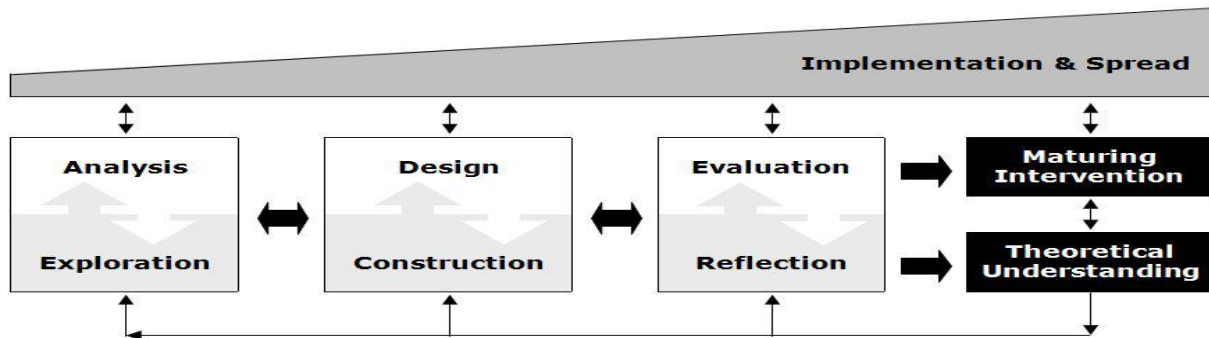 Implementation & Spread
Analysis
Exploration
Design
Construction
Evaluation
Reflection
Maturing
Intervention
Theoretical
Understanding